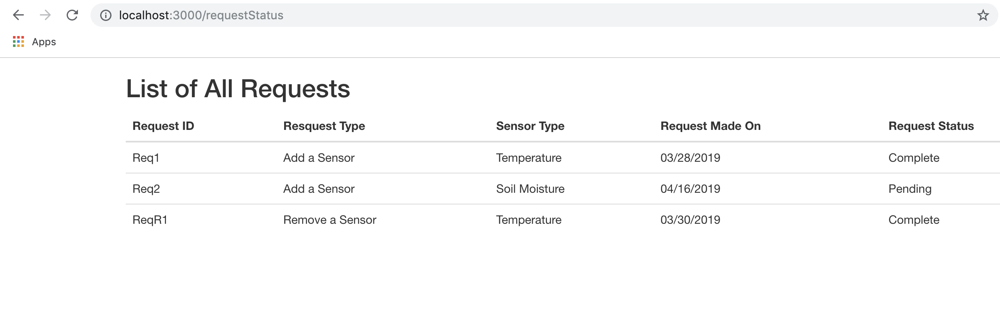 localhost:3000/requestStatus
Apps
List of All Requests
Request ID Resquest Type Sensor Type Request Made On Request Status
Req1 Add a Sensor Temperature 03/28/2019 Complete
Req2 Add a Sensor Soil Moisture 04/16/2019 Pending
ReqR1 Remove a Sensor Temperature 03/30/2019 Complete